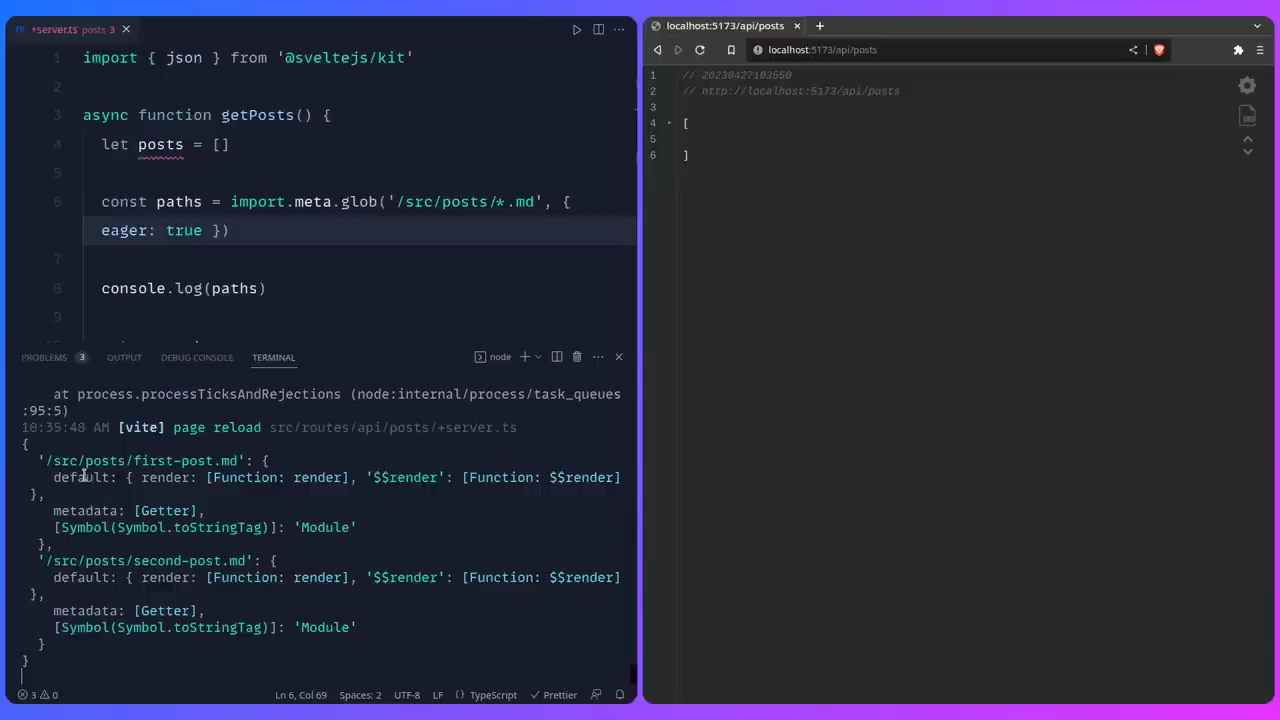 +server.ts posts 3
1 import { json } from '@sveltejs/kit'
2
3 async function getPosts() {
4 let posts = []
5
6 const paths = import.meta.glob('/src/posts/*.md', {
eager: true })
7
8 console.log(paths)
9
PROBLEMS 3 OUTPUT DEBUG CONSOLE TERMINAL node
at process.processTicksAndRejections (node:internal/process/task_queues
:95:5)
10:35:48 AM [vite] page reload src/routes/api/posts/+server.ts
{
'/src/posts/first-post.md': {
default: { render: [Function: render], '$$render': [Function: $$render]
},
metadata: [Getter],
[Symbol(Symbol.toStringTag)]: 'Module'
},
'/src/posts/second-post.md': {
default: { render: [Function: render], '$$render': [Function: $$render]
},
metadata: [Getter],
[Symbol(Symbol.toStringTag)]: 'Module'
}
}
3 0 Ln 6, Col 69 Spaces: 2 UTF-8 LF {} TypeScript Prettier
localhost:5173/api/posts
localhost:5173/api/posts
1 // 20230427103550
2 // http://localhost:5173/api/posts
3
4 [
5
6 ]